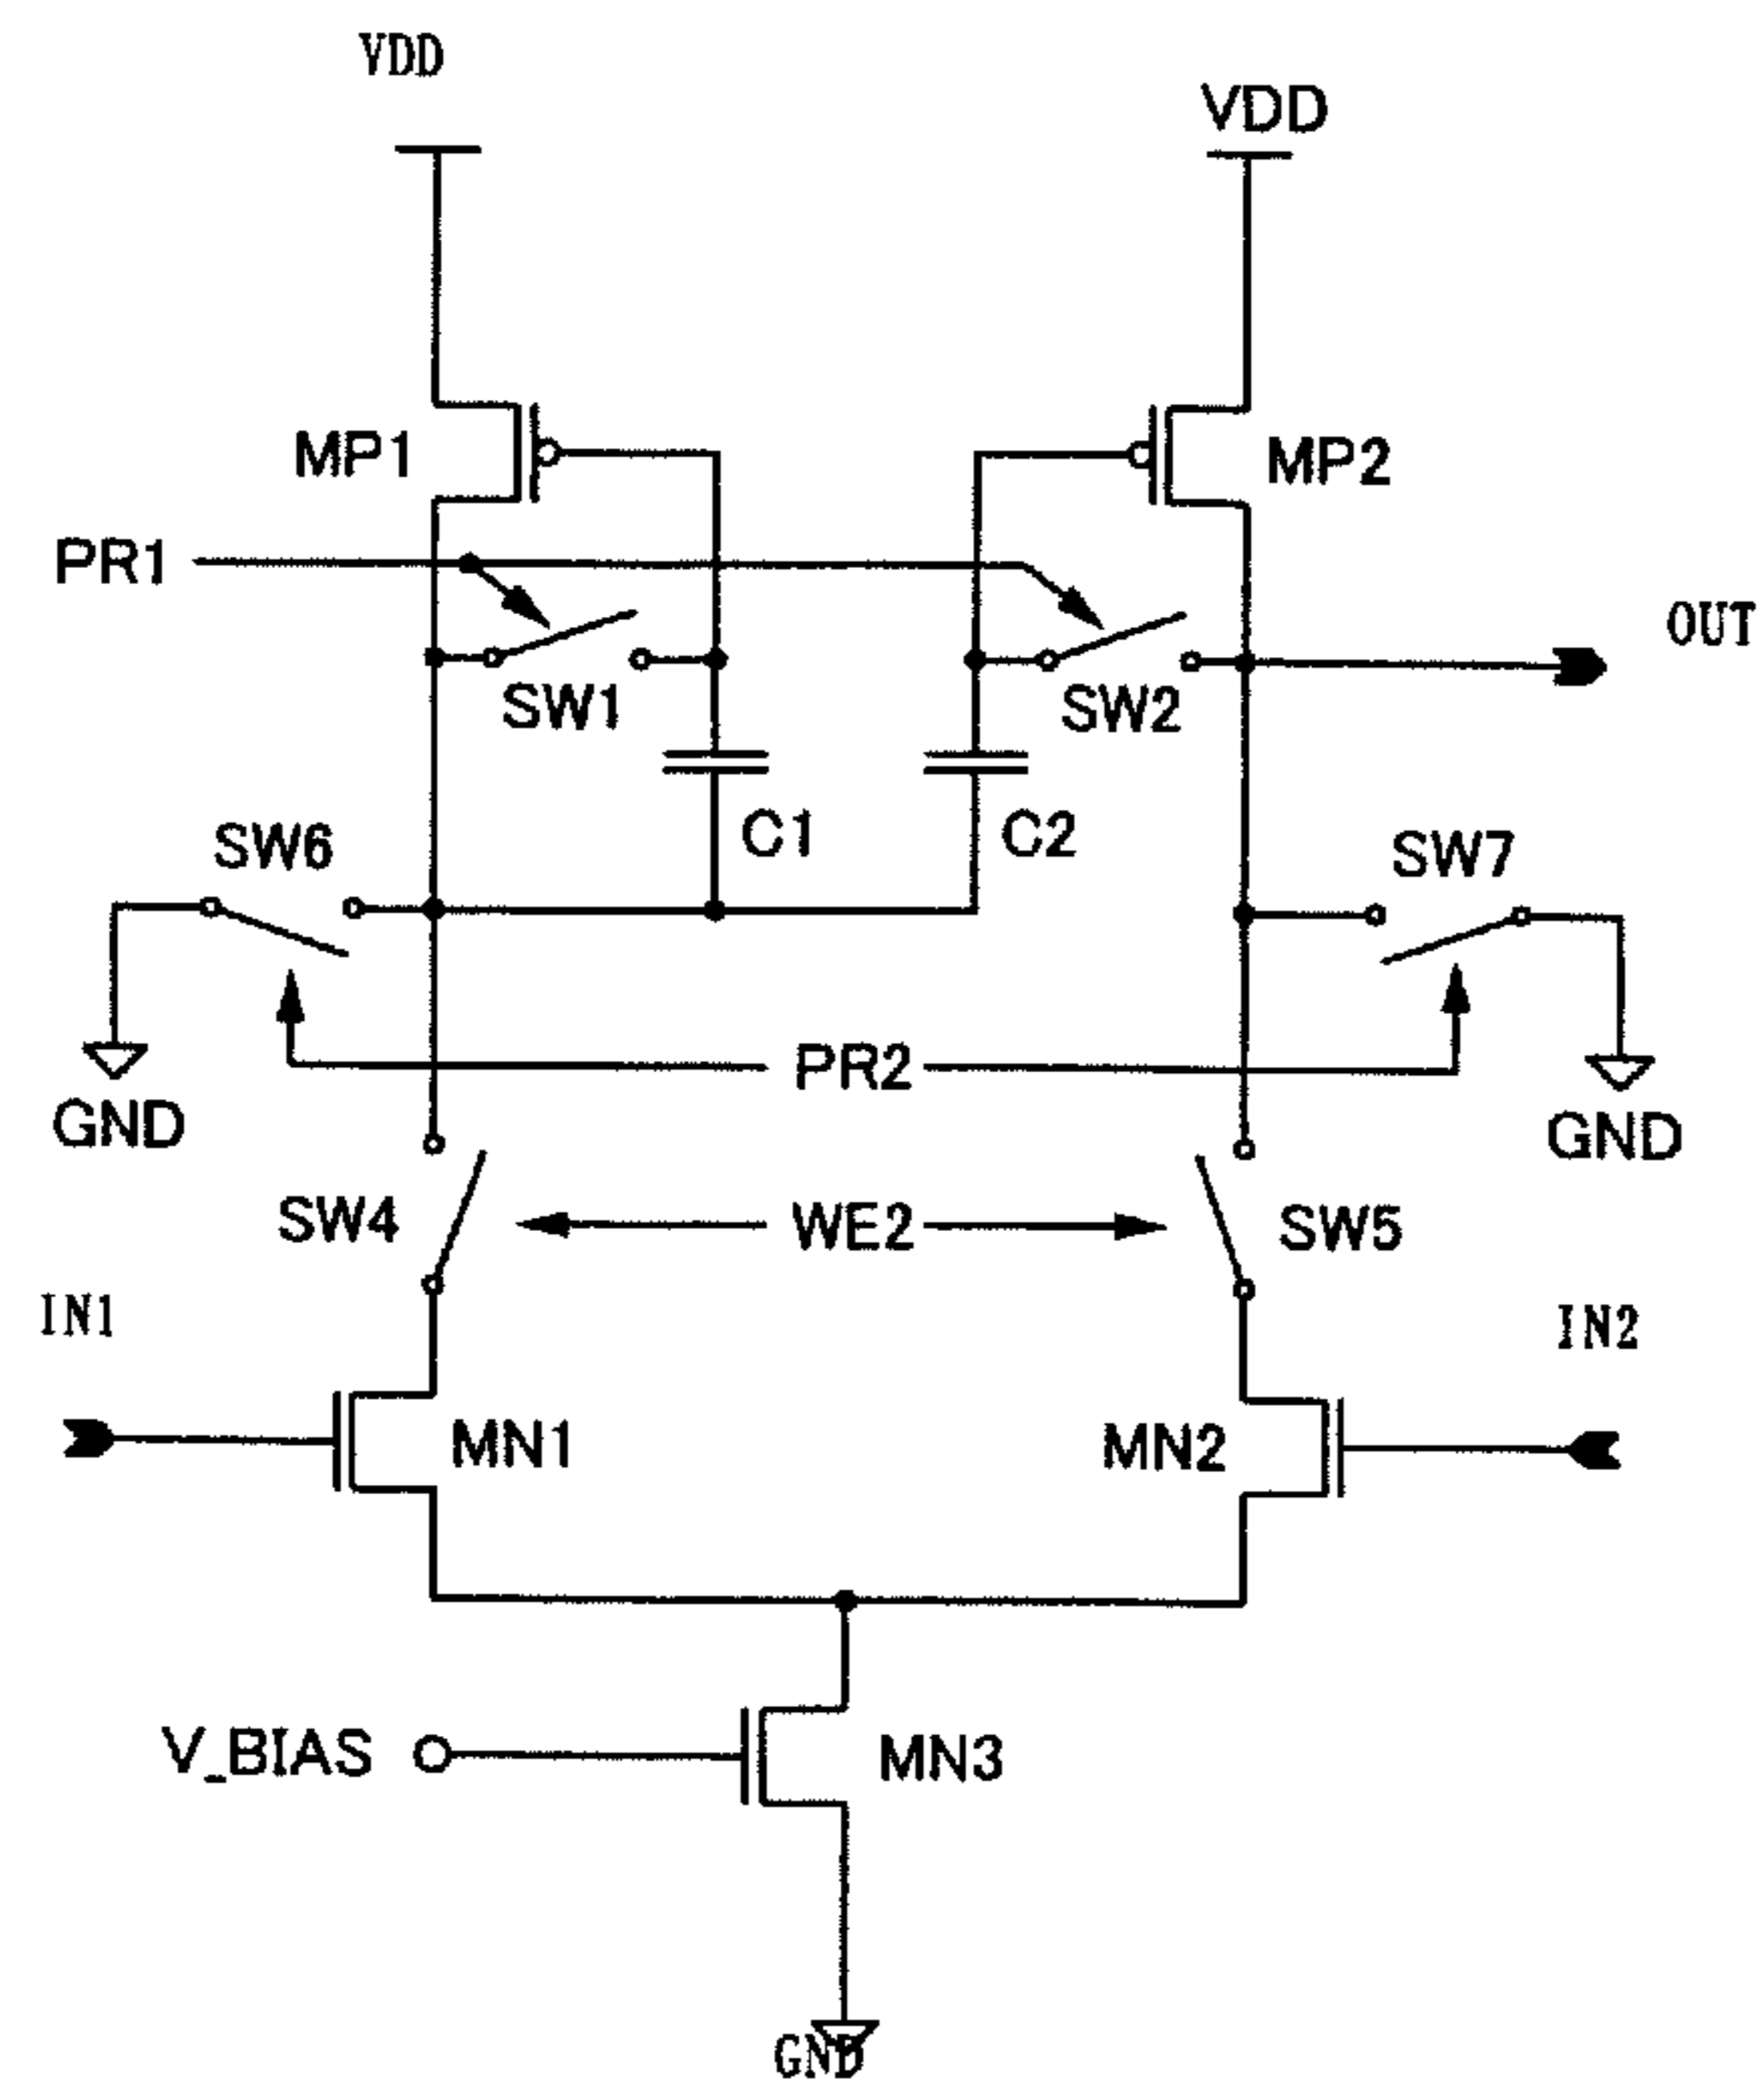 VDD
VDD
MP1
MP2
PR1
OUT
SW1
SW2
C1
C2
SW6
SW7
PR2
GND
GND
SW4
WE2
SW5
IN1
IN2
MN1
MN2
V_BIAS
MN3
GND